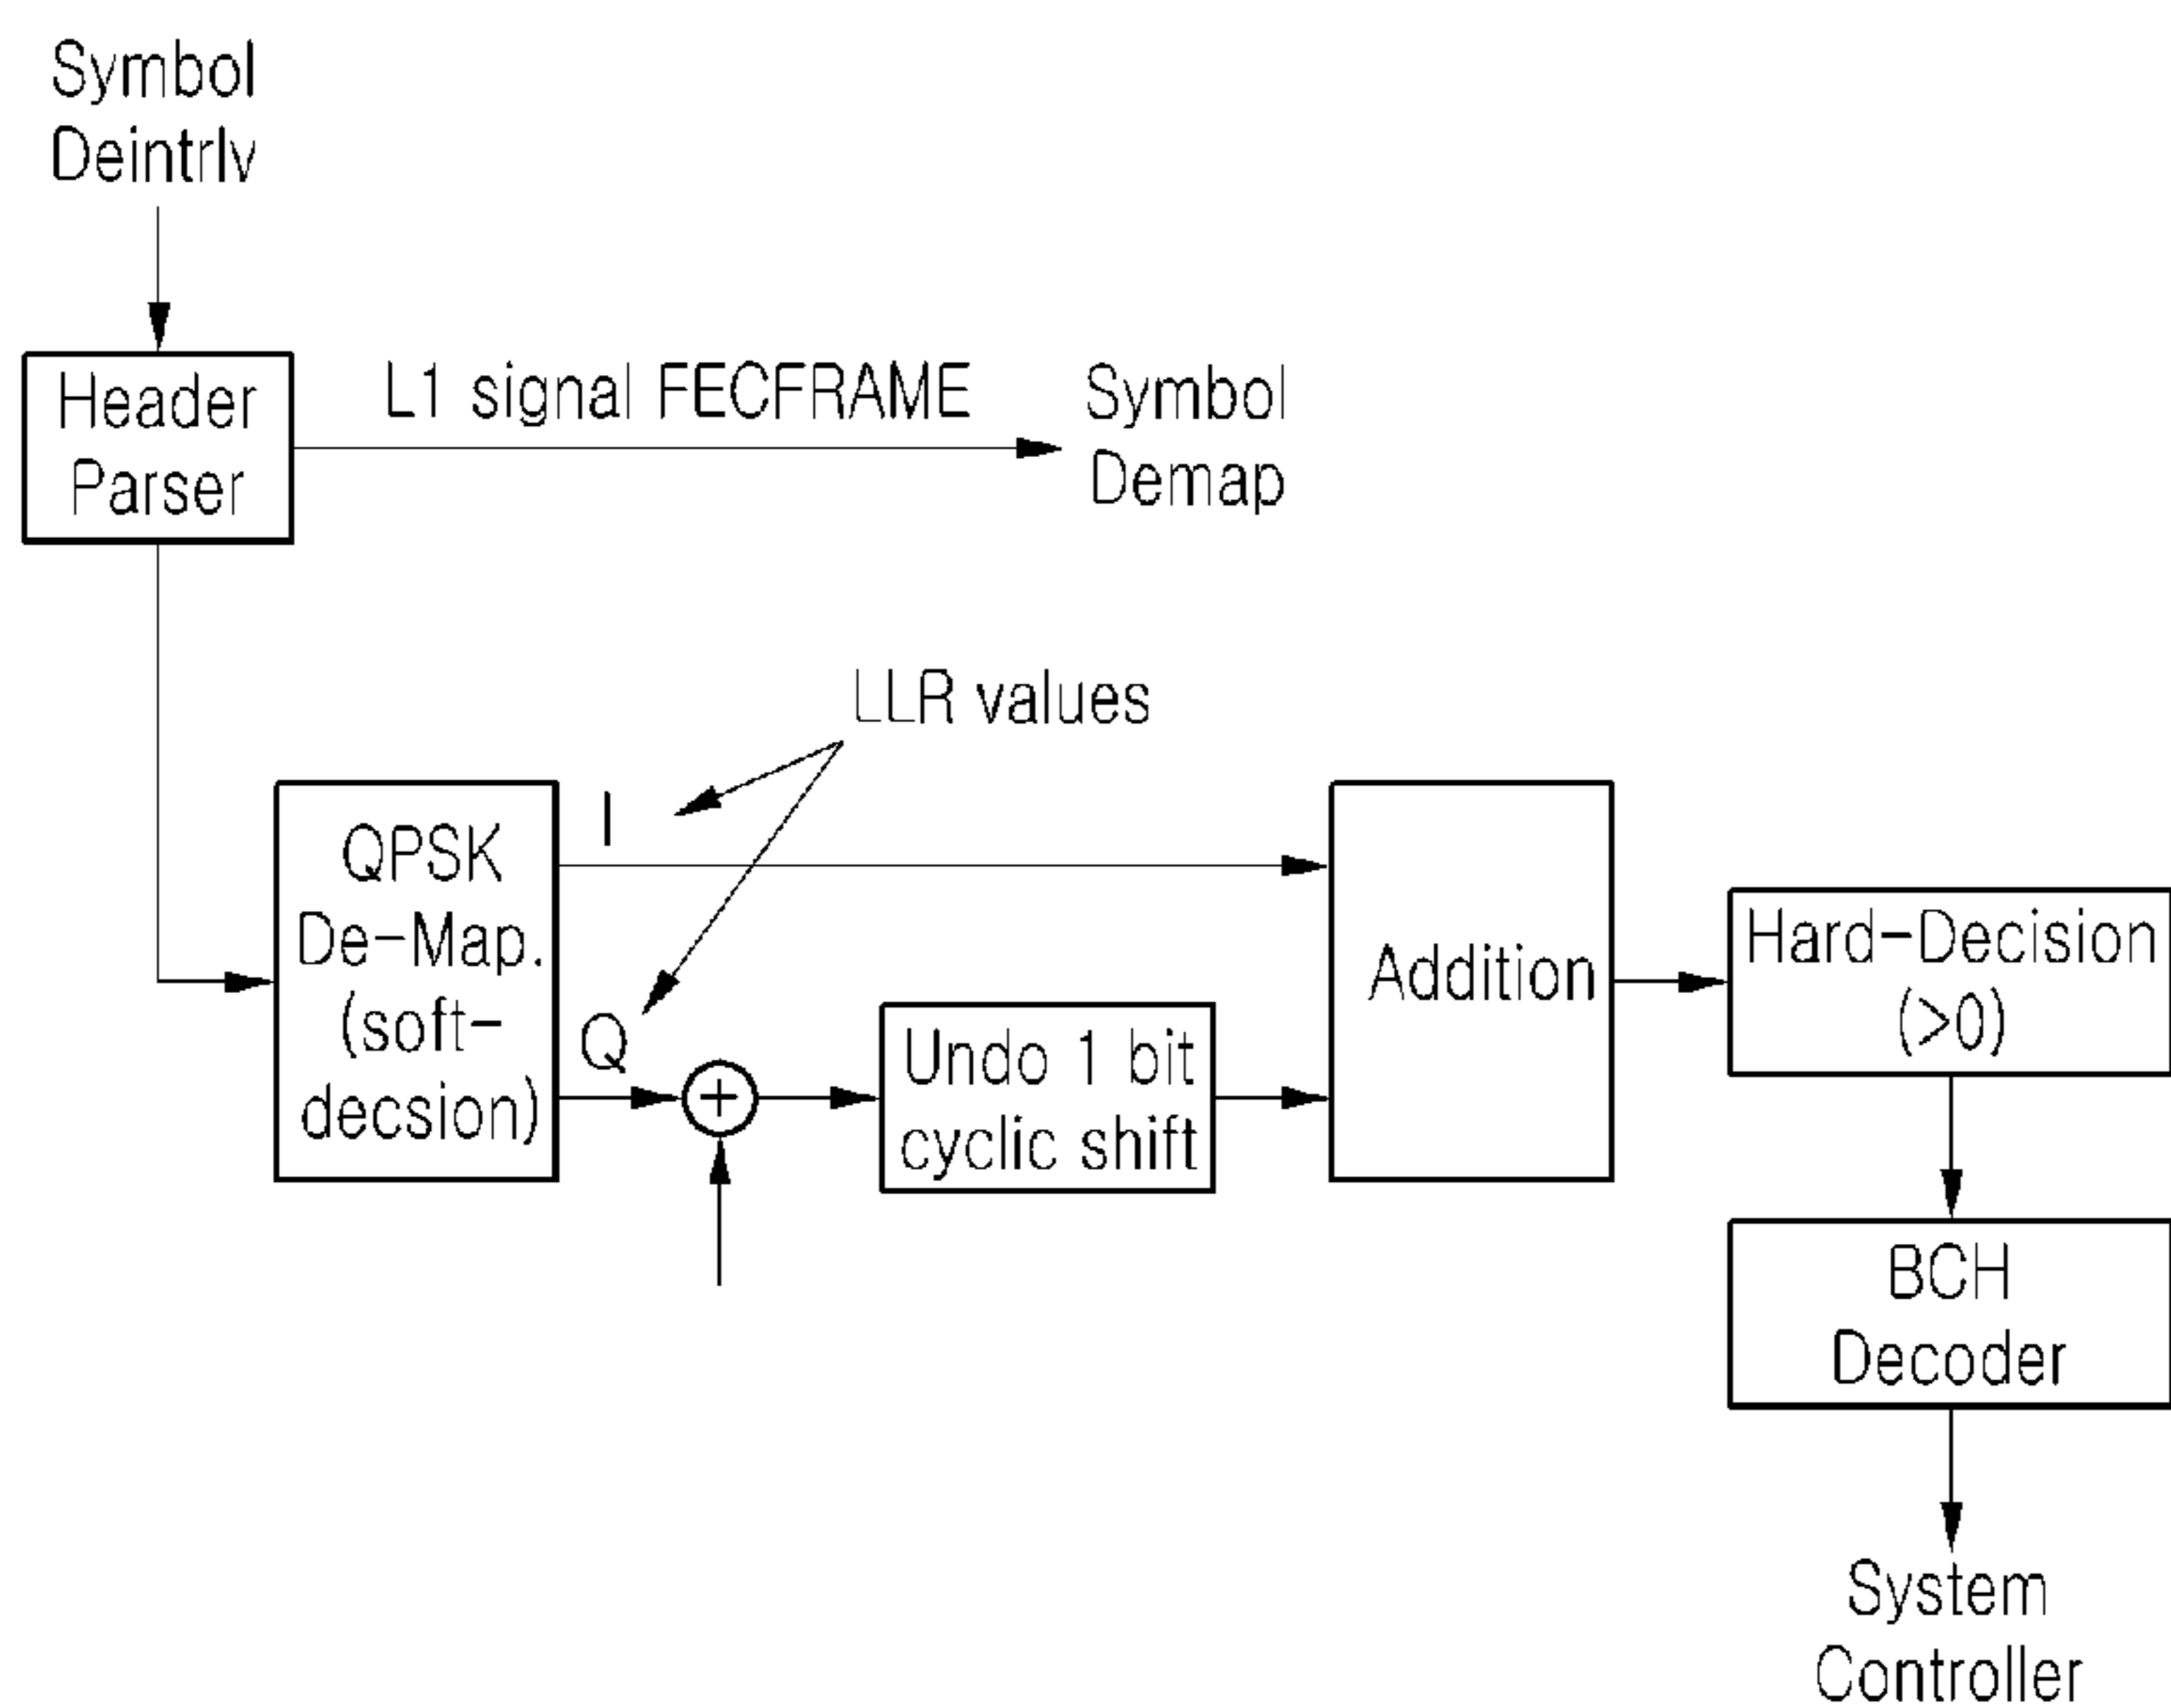 Symbol
Deintrlv
Header
Parser
L1 signal FECFRAME
Symbol
Demap
LLR values
QPSK
De-Map.
(soft-
decsion)
I
Q
+
Undo 1 bit
cyclic shift
Addition
Hard-Decision
(>0)
BCH
Decoder
System
Controller